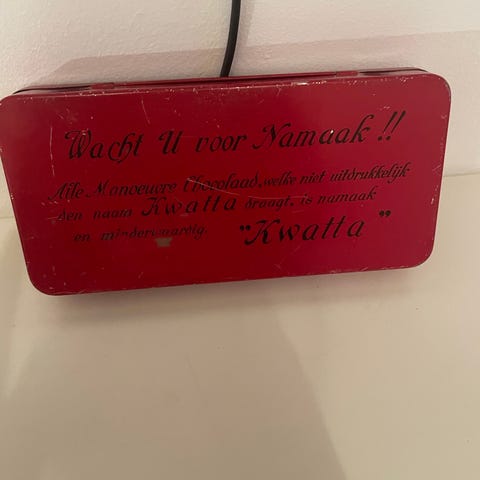 Wacht U voor Namaak!!
Alle Manoeuvre Chocolaad, welke niet uitdrukkelijk
den naam Kwatta draagt, is namaak
en minderwaardig. "Kwatta"